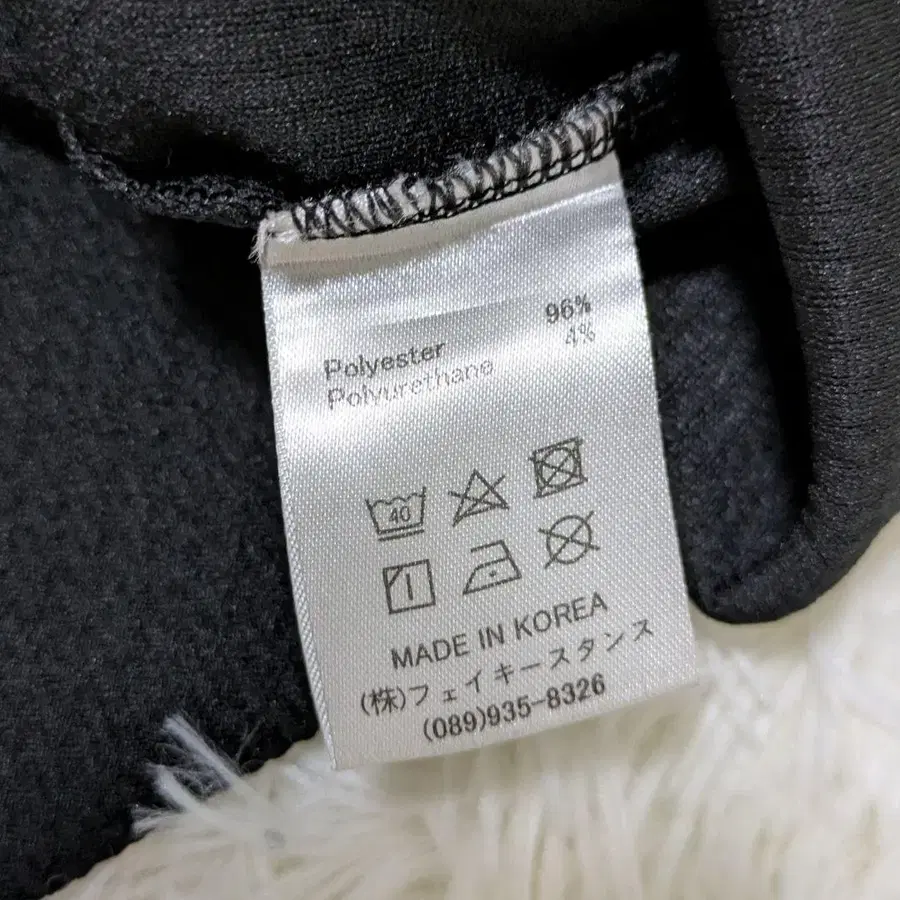 Polyester 96%
Polyurethane 4%
40
MADE IN KOREA
(株)フェイキースタンス
(089)935-8326